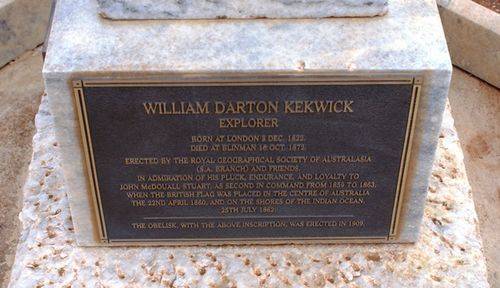 WILLIAM DARTON KEKWICK
EXPLORER
BORN AT LONDON 2 DEC. 1822.
DIED AT BLINMAN 16 OCT. 1872.
ERECTED BY THE ROYAL GEOGRAPHICAL SOCIETY OF AUSTRALASIA
(S.A. BRANCH) AND FRIENDS.
IN ADMIRATION OF HIS PLUCK, ENDURANCE, AND LOYALTY TO
JOHN McDOUALL STUART, AS SECOND IN COMMAND, FROM 1859 TO 1863,
WHEN THE BRITISH FLAG WAS PLACED IN THE CENTRE OF AUSTRALIA
THE 22ND APRIL 1860, AND ON THE SHORES OF THE INDIAN OCEAN
25TH JULY 1862.
THE OBELISK, WITH THE ABOVE INSCRIPTION, WAS ERECTED IN 1909.